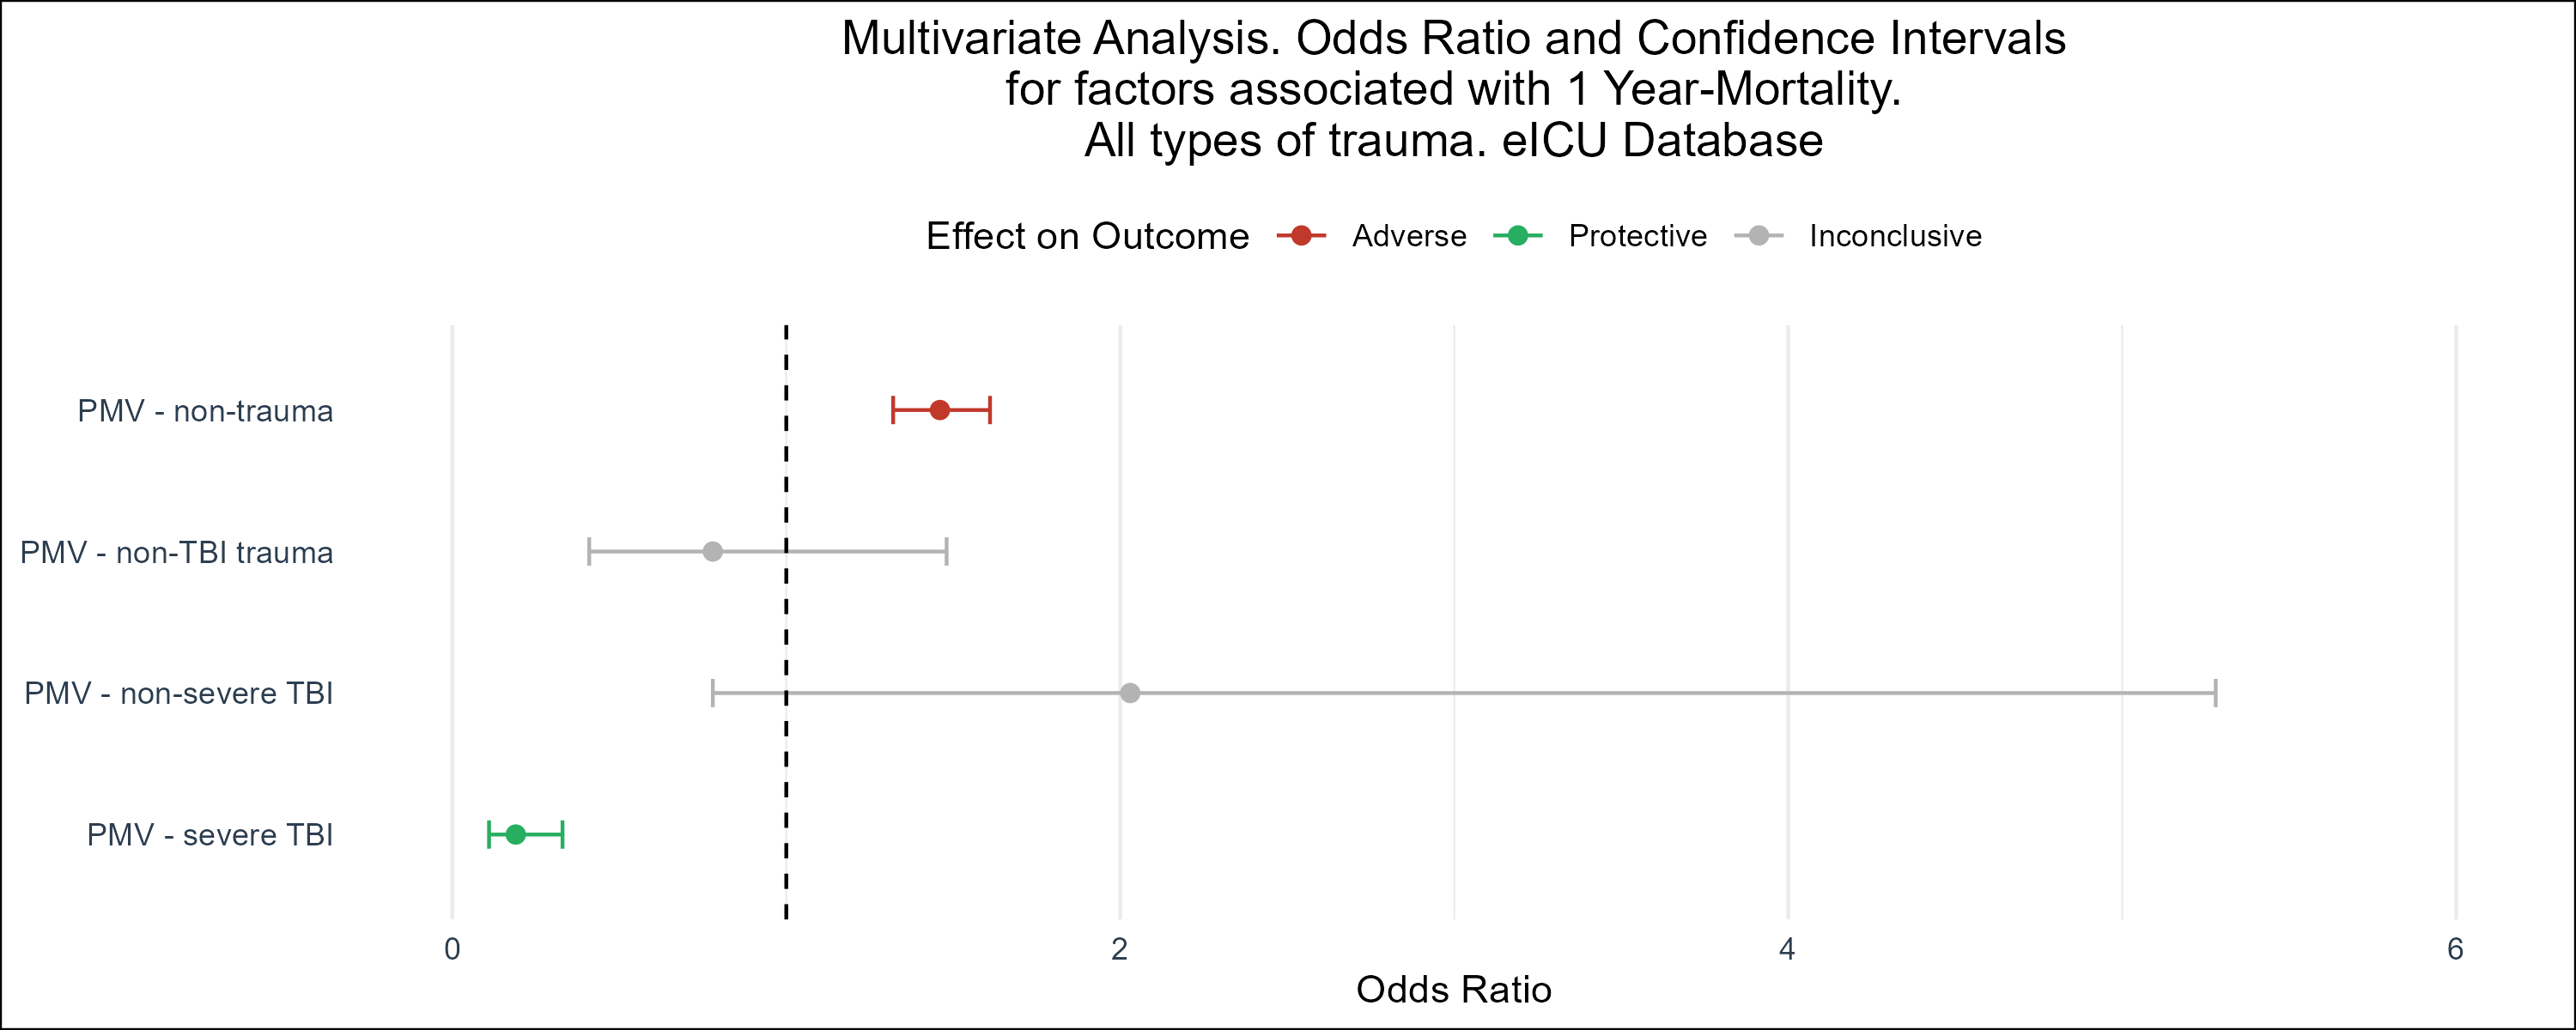 Multivariate Analysis. Odds Ratio and Confidence Intervals
for factors associated with 1 Year-Mortality.
All types of trauma. eICU Database
Effect on Outcome Adverse Protective Inconclusive
PMV - non-trauma
PMV - non-TBI trauma
PMV - non-severe TBI
PMV - severe TBI
0 2 4 6
Odds Ratio